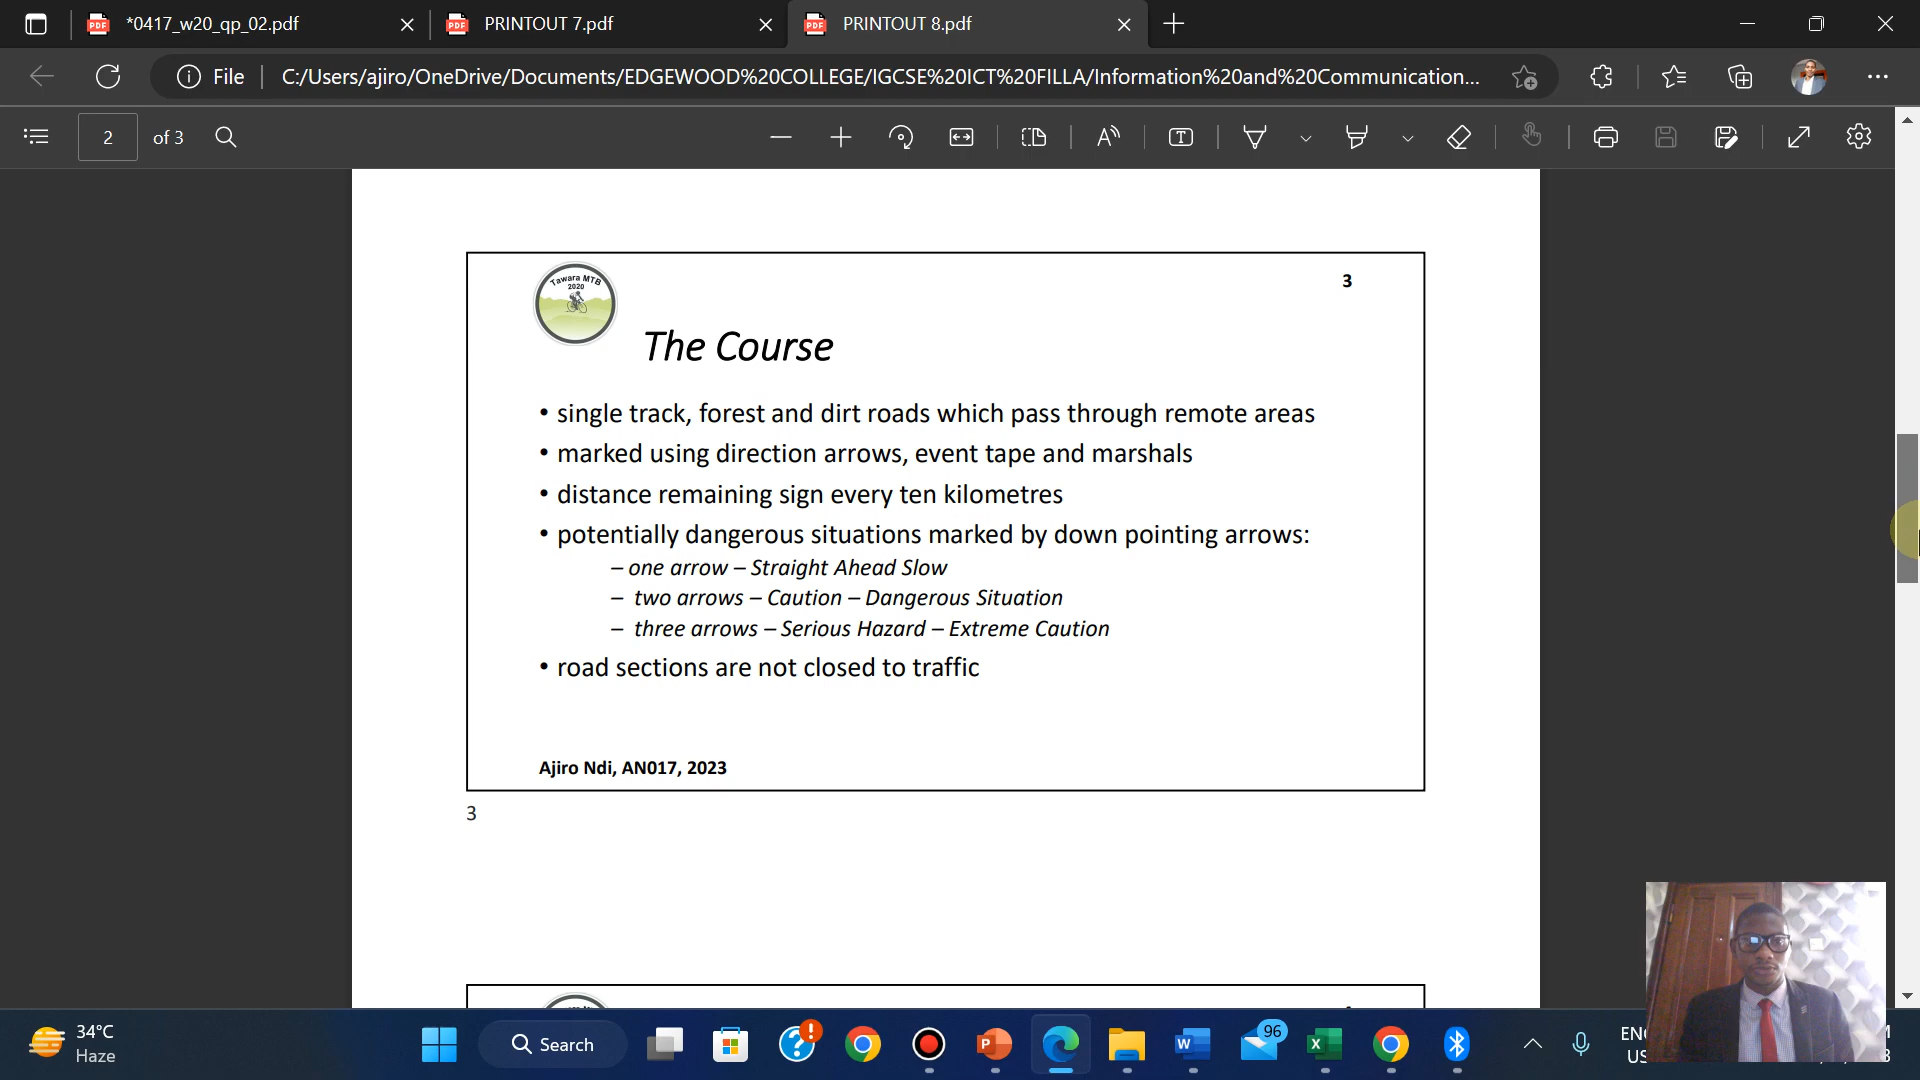 *0417_w20_qp_02.pdf
PRINTOUT 7.pdf
PRINTOUT 8.pdf
File
C:/Users/ajiro/OneDrive/Documents/EDGEWOOD%20COLLEGE/IGCSE%20ICT%20FILLA/Information%20and%20Communication...
2 of 3
Tawara MTB
2020
3
The Course
• single track, forest and dirt roads which pass through remote areas
• marked using direction arrows, event tape and marshals
• distance remaining sign every ten kilometres
• potentially dangerous situations marked by down pointing arrows:
– one arrow – Straight Ahead Slow
– two arrows – Caution – Dangerous Situation
– three arrows – Serious Hazard – Extreme Caution
• road sections are not closed to traffic
Ajiro Ndi, AN017, 2023
3
34°C
Haze
Search
96